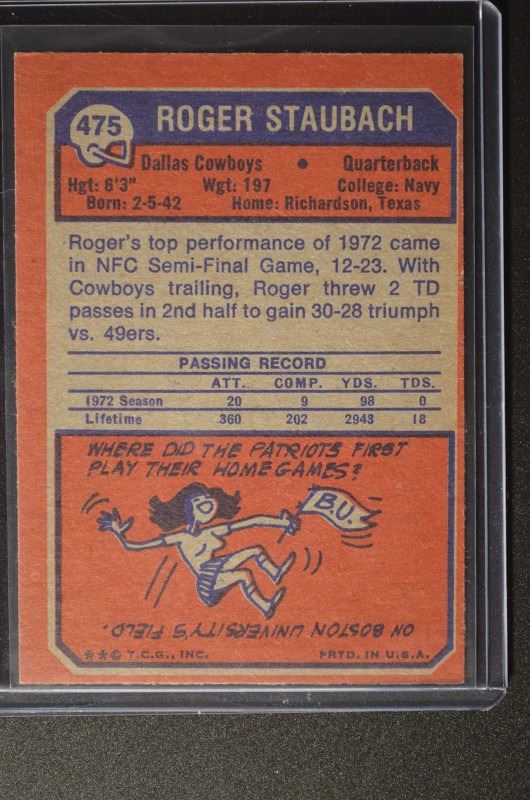 475
ROGER STAUBACH
Dallas Cowboys • Quarterback
Hgt: 6'3" Wgt: 197 College: Navy
Born: 2-5-42 Home: Richardson, Texas
Roger's top performance of 1972 came
in NFC Semi-Final Game, 12-23. With
Cowboys trailing, Roger threw 2 TD
passes in 2nd half to gain 30-28 triumph
vs. 49ers.
PASSING RECORD
ATT. COMP. YDS. TDS.
1972 Season 20 9 98 0
Lifetime 360 202 2943 18
WHERE DID THE PATRIOTS FIRST
PLAY THEIR HOME GAMES?
B.U.
ON BOSTON UNIVERSITY'S FIELD.
**© T.C.G., INC. PRTD. IN U.S.A.